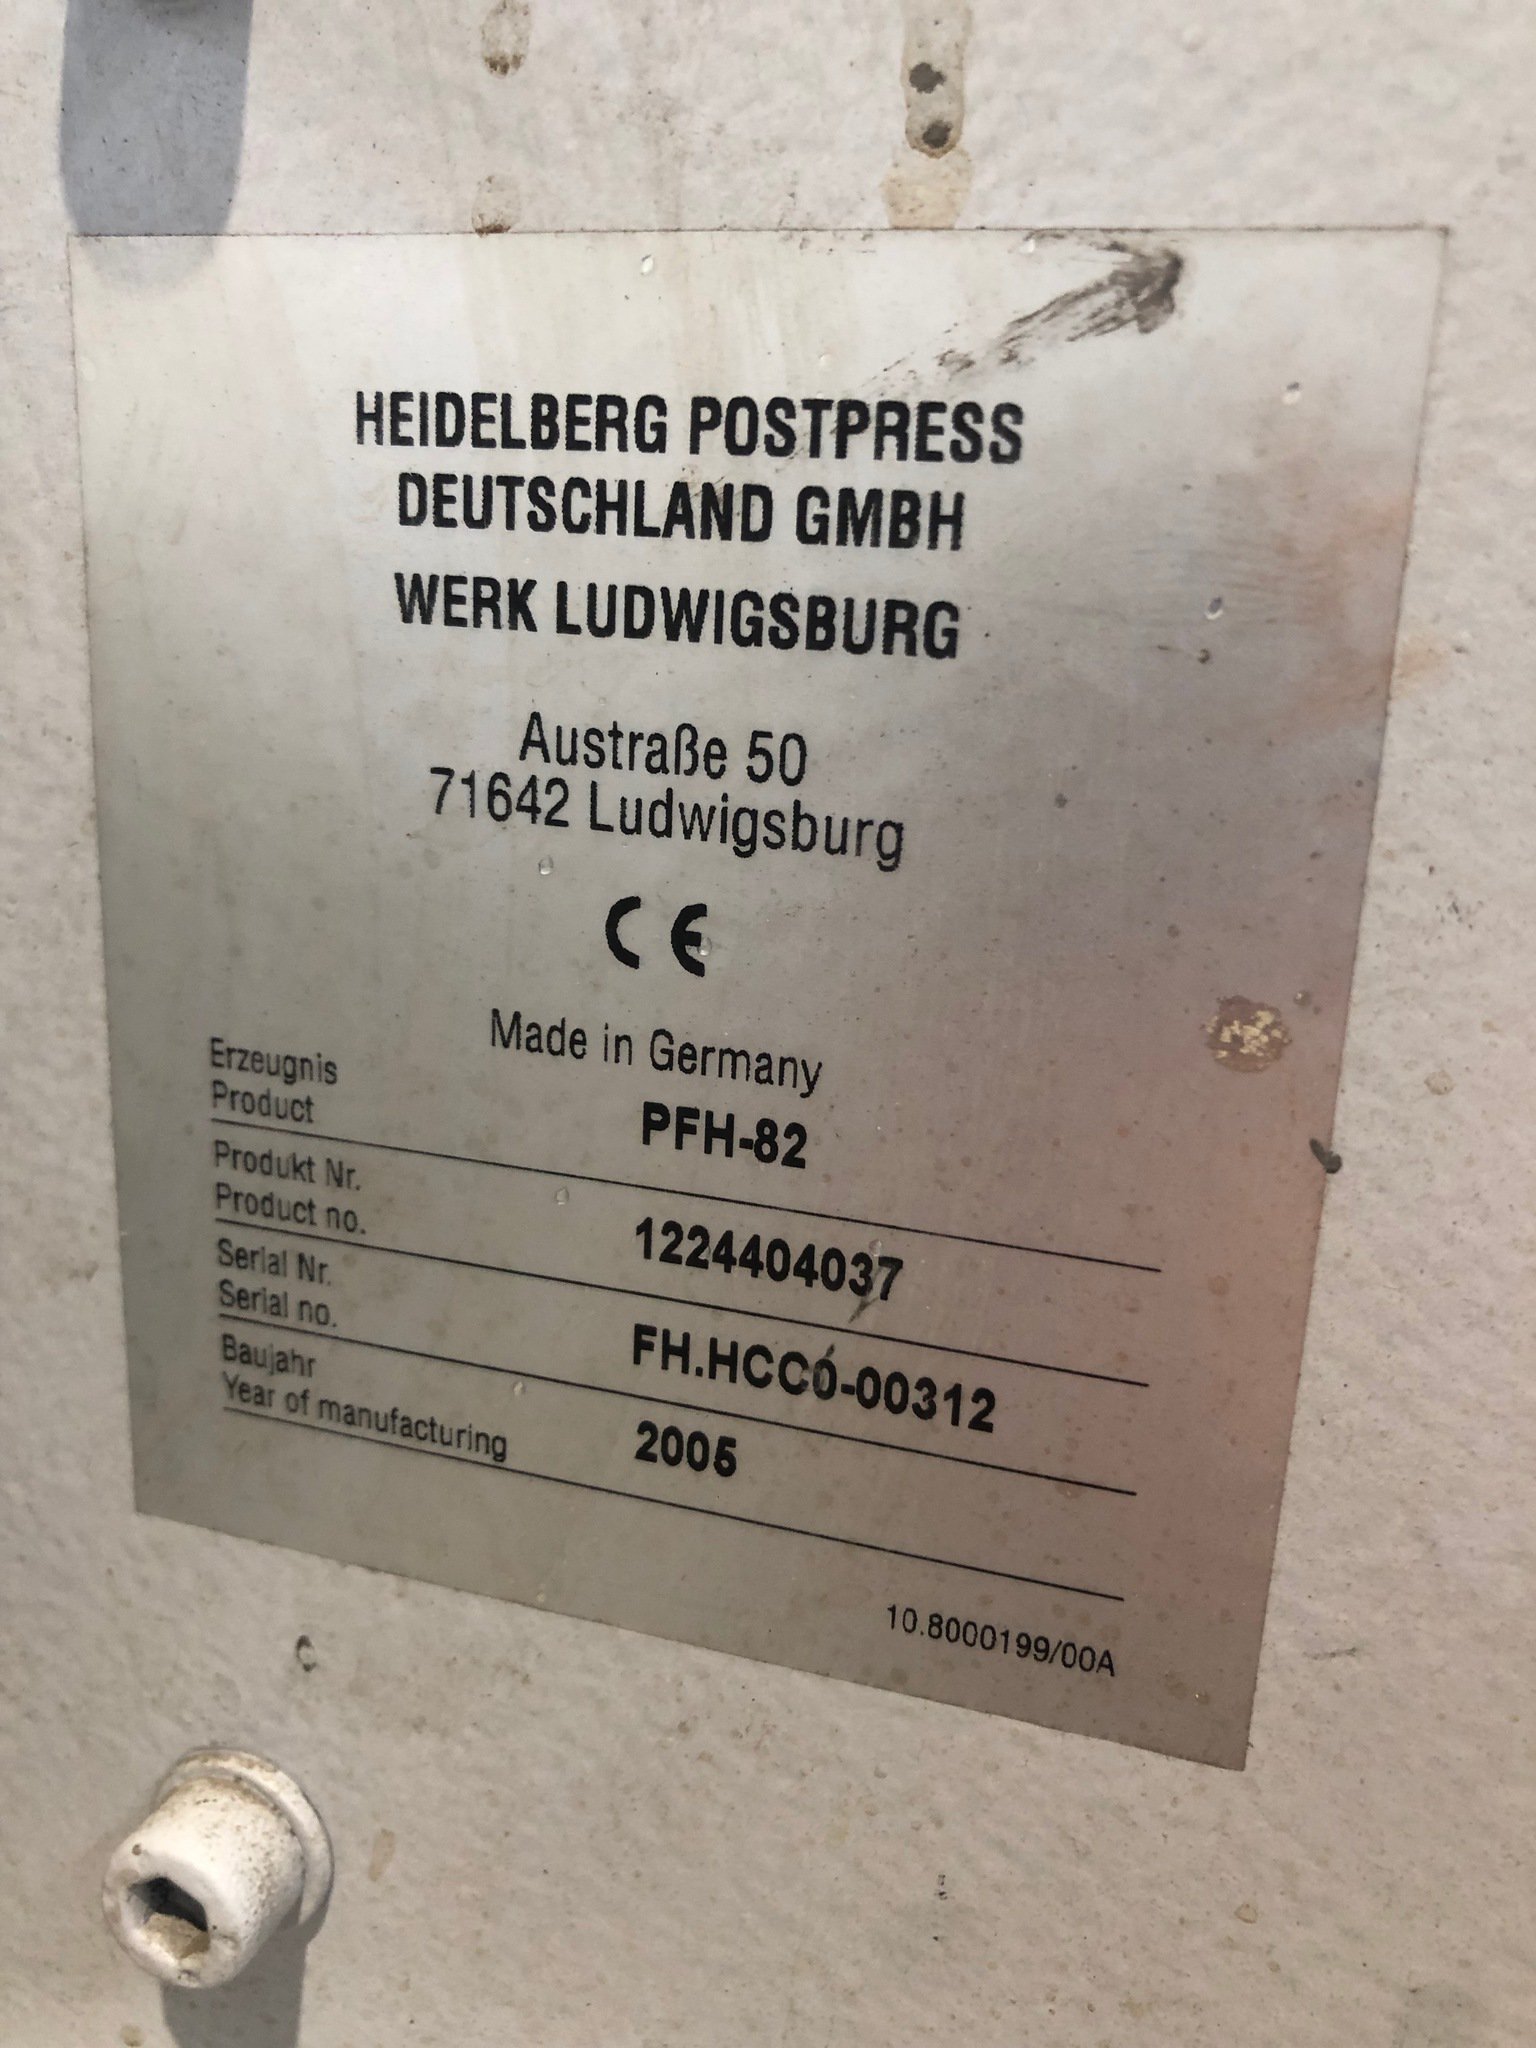 HEIDELBERG POSTPRESS
DEUTSCHLAND GMBH
WERK LUDWIGSBURG
Austraße 50
71642 Ludwigsburg
CE
Made in Germany
Erzeugnis
Product
PFH-82
Produkt Nr.
Product no.
1224404037
Serial Nr.
Serial no.
FH.HCC0-00312
Baujahr
Year of manufacturing
2005
10.8000199/00A